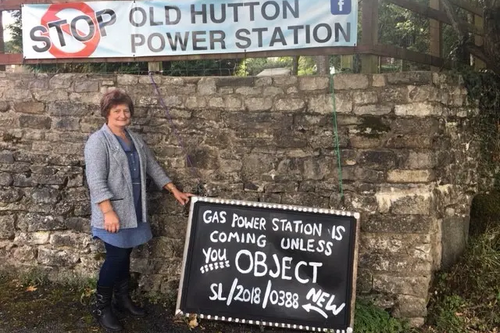 STOP OLD HUTTON
POWER STATION
GAS POWER STATION IS
COMING UNLESS
YOU OBJECT
SL/2018/0388 NEW